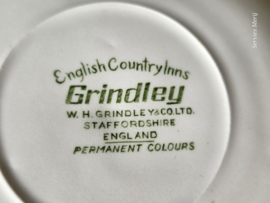 English Country Inns
Grindley
W. H. GRINDLEY & CO. LTD.
STAFFORDSHIRE
ENGLAND
PERMANENT COLOURS